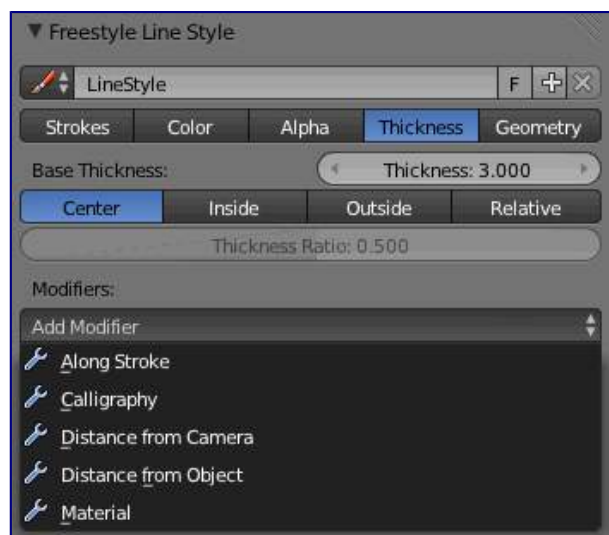 Freestyle Line Style
LineStyle F
Strokes Color Alpha Thickness Geometry
Base Thickness: Thickness: 3.000
Center Inside Outside Relative
Thickness Ratio: 0.500
Modifiers:
Add Modifier
Along Stroke
Calligraphy
Distance from Camera
Distance from Object
Material